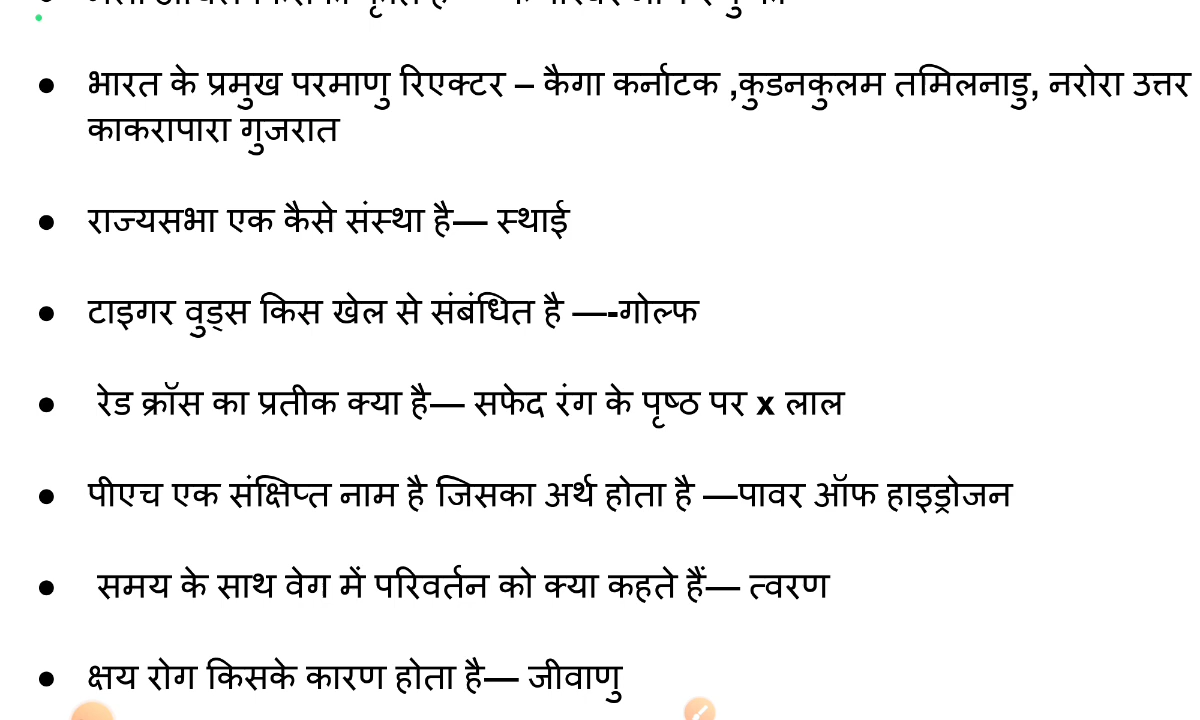 ● भारत के प्रमुख परमाणु रिएक्टर – कैगा कर्नाटक ,कुडनकुलम तमिलनाडु, नरोरा उत्तर
काकरापारा गुजरात
● राज्यसभा एक कैसे संस्था है— स्थाई
● टाइगर वुड्स किस खेल से संबंधित है —-गोल्फ
● रेड क्रॉस का प्रतीक क्या है— सफेद रंग के पृष्ठ पर x लाल
● पीएच एक संक्षिप्त नाम है जिसका अर्थ होता है —पावर ऑफ हाइड्रोजन
● समय के साथ वेग में परिवर्तन को क्या कहते हैं— त्वरण
● क्षय रोग किसके कारण होता है— जीवाणु